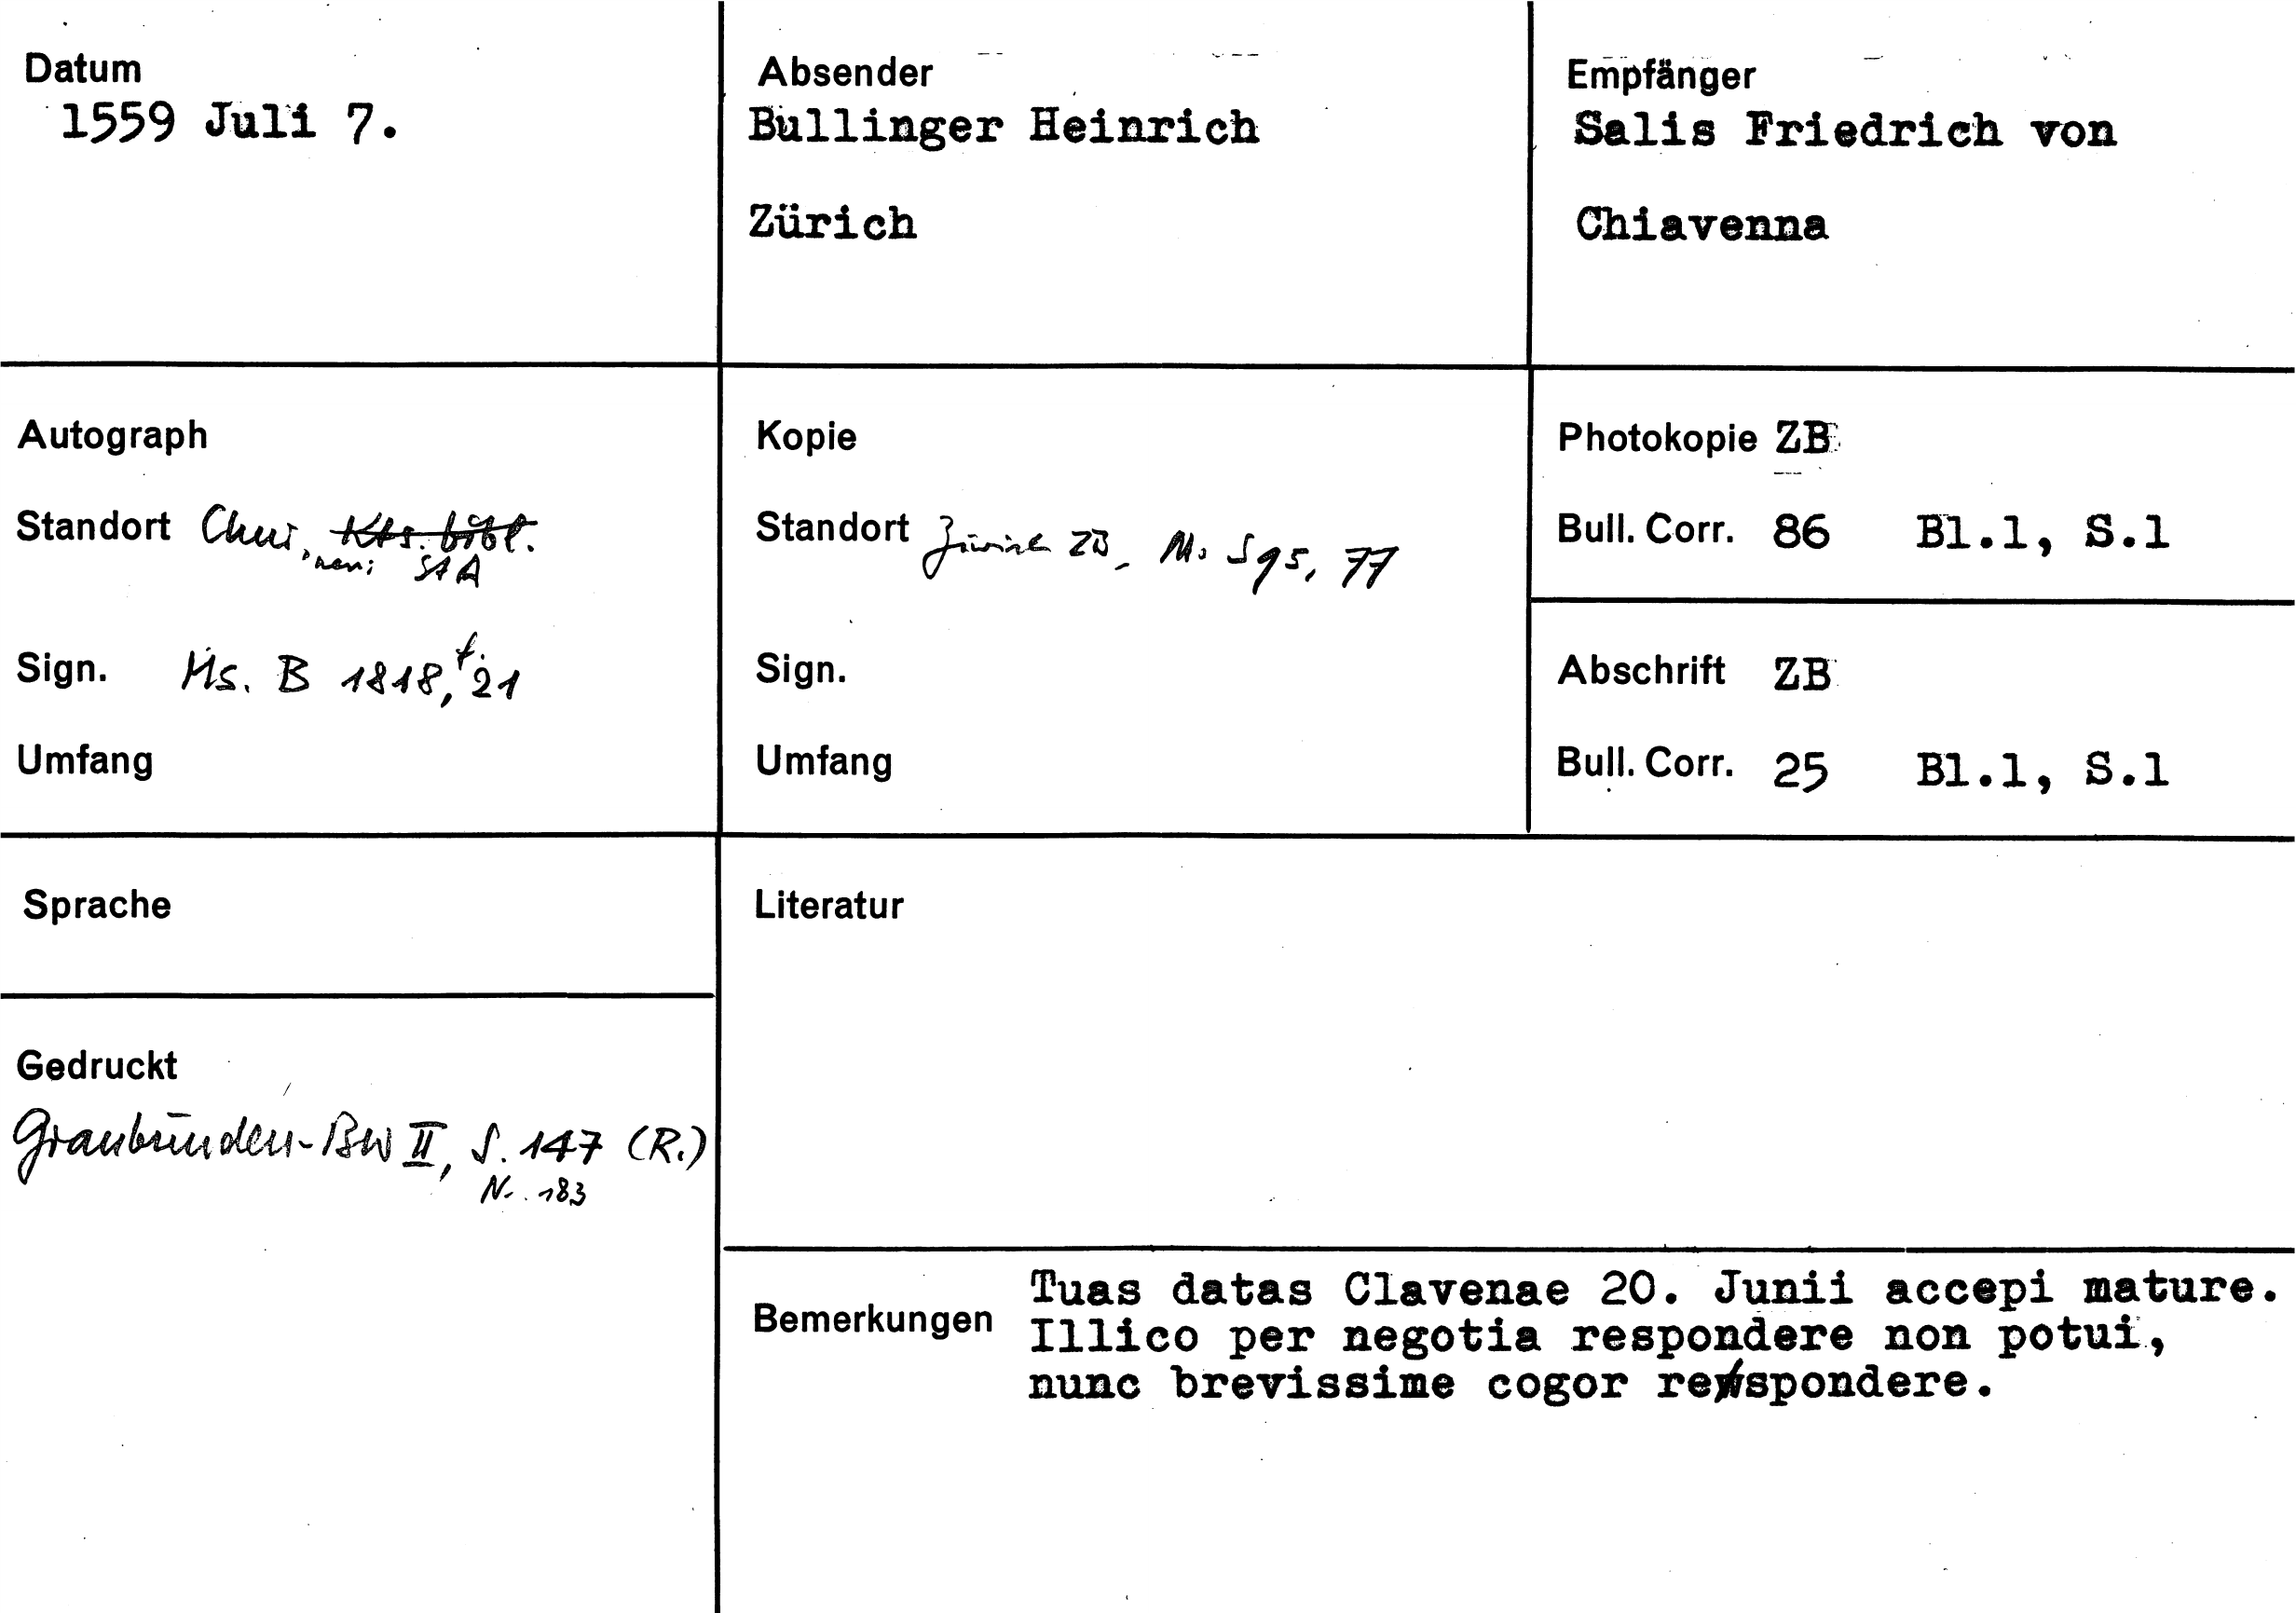 Datum
1559 Juli 7.
Absender
Bullinger Heinrich
Zürich
Empfänger
Salis Friedrich von
Chiavenna
Autograph
Standort Chur, Kts. bibl.
neu: StA
Sign. Ms. B 1818, f. 21
Umfang
Kopie
Standort Zürich ZB, Ms S 95, 77
Sign.
Umfang
Photokopie ZB
Bull. Corr. 86 Bl.1, S.1
Abschrift ZB
Bull. Corr. 25 Bl.1, S.1
Sprache
Gedruckt
Graubünden-BW II, S. 147 (R.)
Nr. 183
Literatur
Bemerkungen
Tuas datas Clavenae 20. Junii accepi mature.
Illico per negotia respondere non potui,
nunc brevissime cogor respondere.